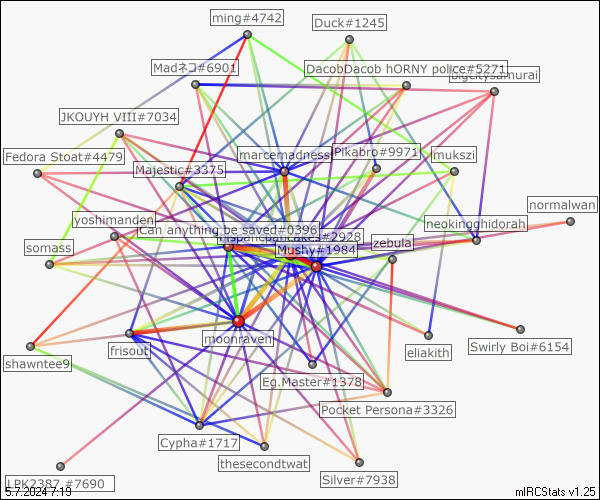 ming#4742
Duck#1245
Madネコ#6901
DacobDacob hORNY police#5271
bigcitysamurai
JKOUYH VIII#7034
Fedora Stoat#4479
Majestic#3375
marcemadness
Pikabro#9971
mukszi
normalwan
yoshimanden
Can anything be saved#0396
neokingghidorah
HispanicBaticakes#2928
zebula
somass
Mushy#1984
moonraven
frisout
shawntee9
eliakith
Swirly Boi#6154
Eg.Master#1378
Pocket Persona#3326
Cypha#1717
thesecondtwat
Silver#7938
LPK2387_#7690
5.7.2024 7:19
mIRCStats v1.25